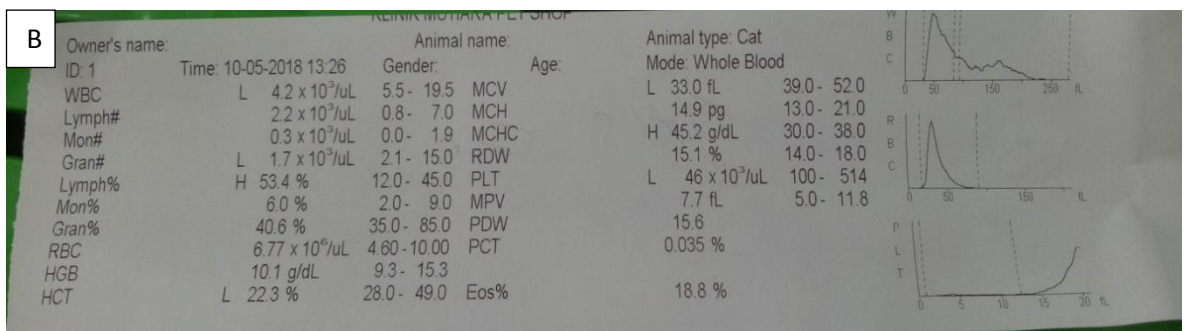 B
KLINIK MUTIARA PET SHOP
Owner's name: Animal name: Animal type: Cat
ID: 1 Time: 10-05-2018 13:26 Gender: Age: Mode: Whole Blood
WBC L 4.2 x 10³/uL 5.5 - 19.5 MCV L 33.0 fL 39.0 - 52.0
Lymph# 2.2 x 10³/uL 0.8 - 7.0 MCH 14.9 pg 13.0 - 21.0
Mon# 0.3 x 10³/uL 0.0 - 1.9 MCHC H 45.2 g/dL 30.0 - 38.0
Gran# L 1.7 x 10³/uL 2.1 - 15.0 RDW 15.1 % 14.0 - 18.0
Lymph% H 53.4 % 12.0 - 45.0 PLT L 46 x 10³/uL 100 - 514
Mon% 6.0 % 2.0 - 9.0 MPV 7.7 fL 5.0 - 11.8
Gran% 40.6 % 35.0 - 85.0 PDW 15.6
RBC 6.77 x 10⁶/uL 4.60 - 10.00 PCT 0.035 %
HGB 10.1 g/dL 9.3 - 15.3
HCT L 22.3 % 28.0 - 49.0 Eos% 18.8 %
WBC
0 50 150 250 fL
RBC
0 50 150 fL
PLT
0 5 10 15 20 fL